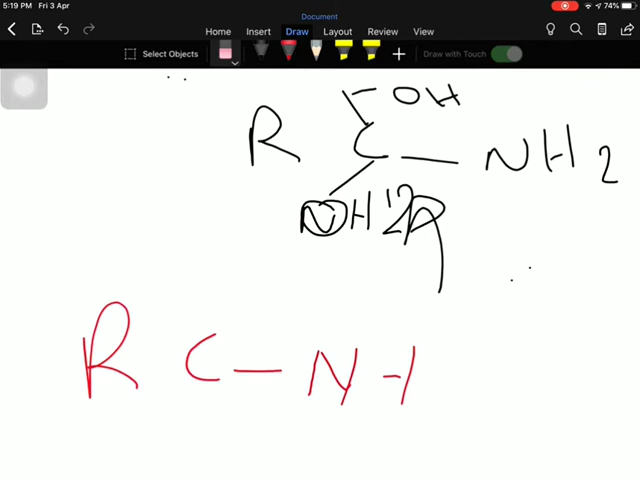 5:19 PM Fri 3 Apr
74%
Document
Home Insert Draw Layout Review View
Select Objects
Draw with Touch
OH
R C — NH2
R C — N H